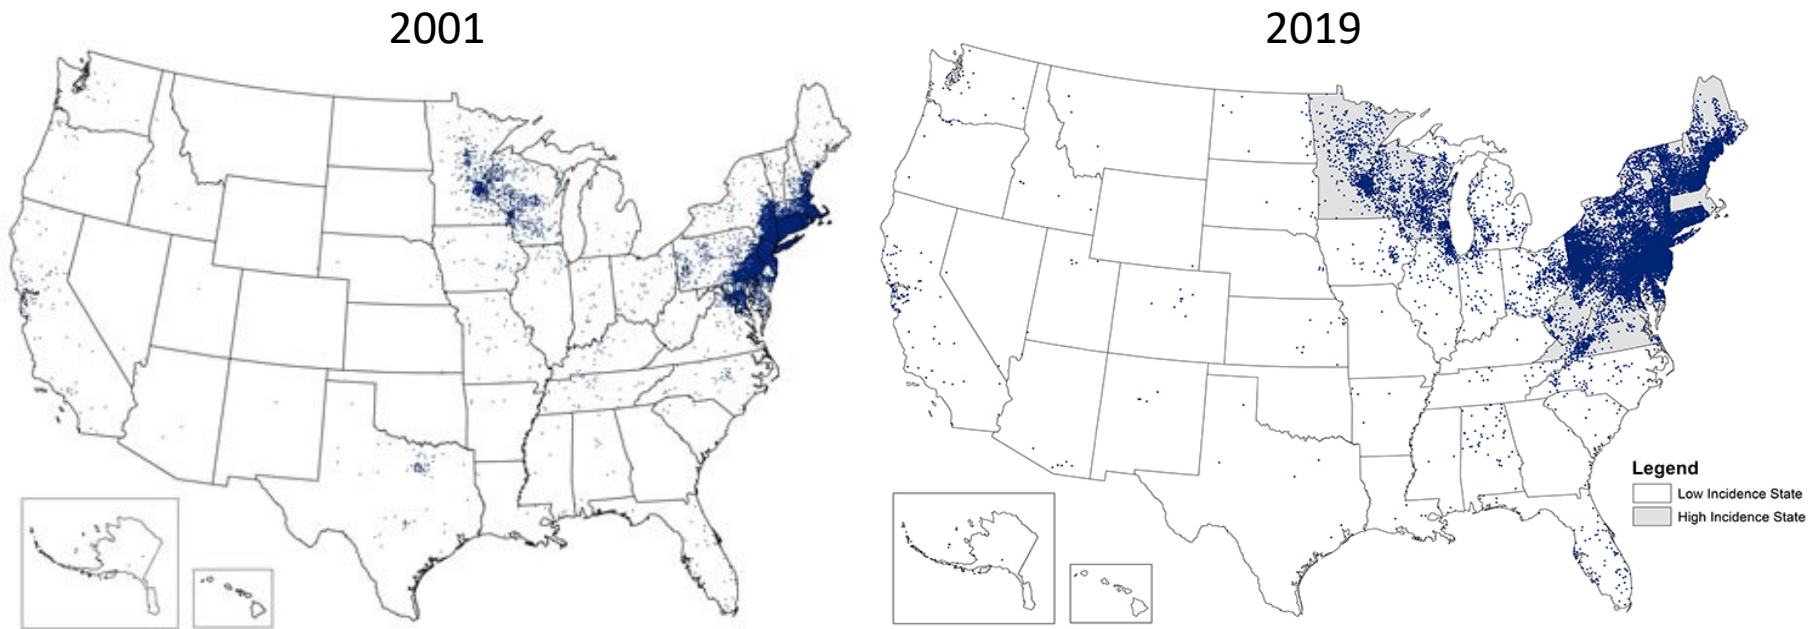 2001
2019
Legend
Low Incidence State
High Incidence State